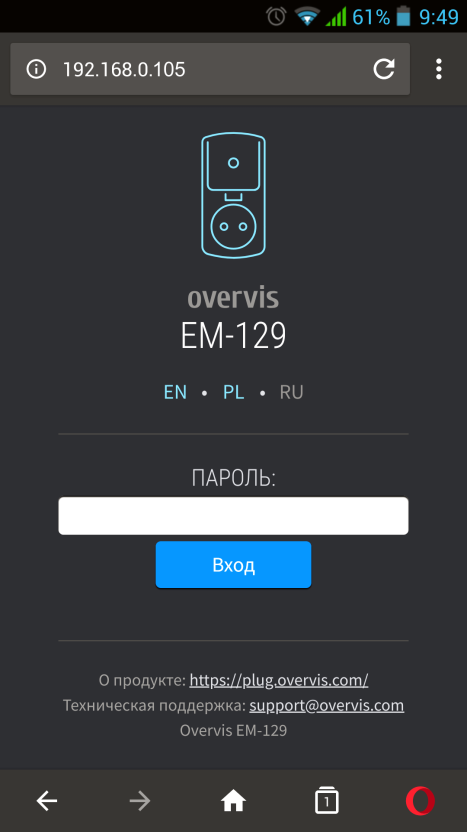 61% 9:49
192.168.0.105
overvis
EM-129
EN • PL • RU
ПАРОЛЬ:
Вход
О продукте: https://plug.overvis.com/
Техническая поддержка: support@overvis.com
Overvis EM-129
1